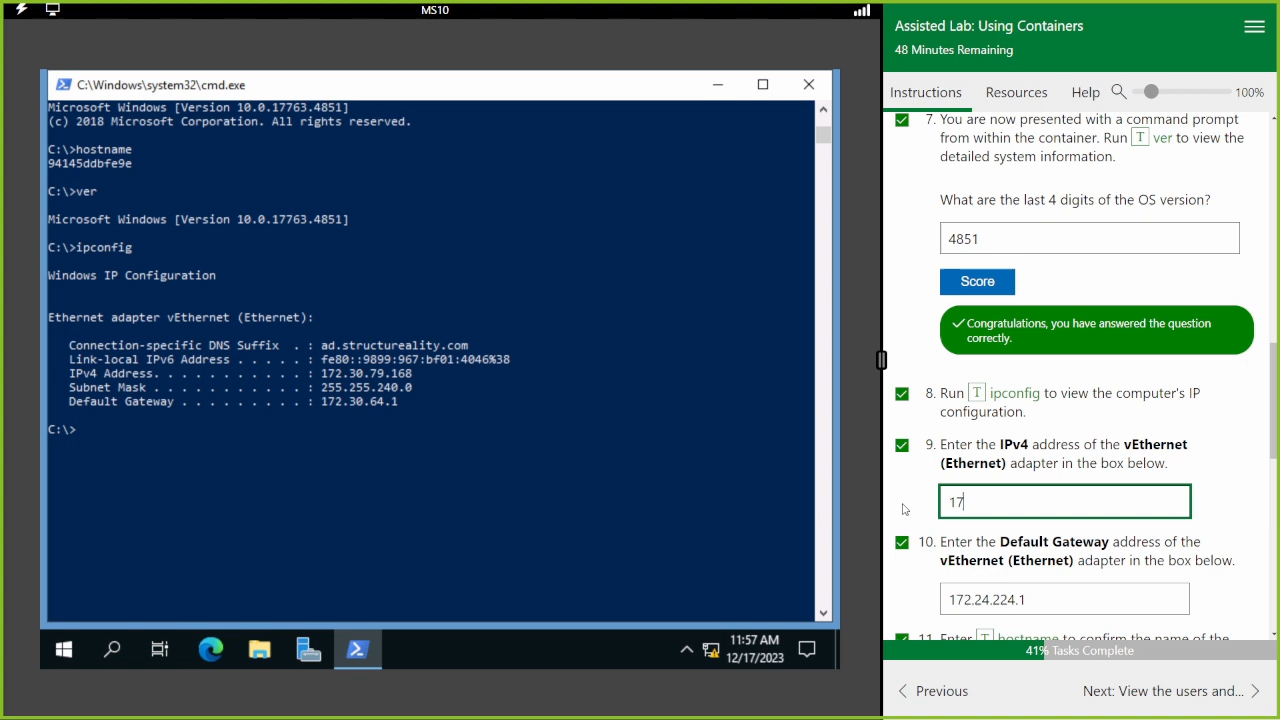 MS10
C:\Windows\system32\cmd.exe
Microsoft Windows [Version 10.0.17763.4851]
(c) 2018 Microsoft Corporation. All rights reserved.
C:\>hostname
94145ddbfe9e
C:\>ver
Microsoft Windows [Version 10.0.17763.4851]
C:\>ipconfig
Windows IP Configuration
Ethernet adapter vEthernet (Ethernet):
Connection-specific DNS Suffix . : ad.structureality.com
Link-local IPv6 Address . . . . . : fe80::9899:967:bf01:4046%38
IPv4 Address. . . . . . . . . . . : 172.30.79.168
Subnet Mask . . . . . . . . . . . : 255.255.240.0
Default Gateway . . . . . . . . . : 172.30.64.1
C:\>
11:57 AM
12/17/2023
Assisted Lab: Using Containers
48 Minutes Remaining
Instructions Resources Help 100%
7. You are now presented with a command prompt
from within the container. Run T ver to view the
detailed system information.
What are the last 4 digits of the OS version?
4851
Score
Congratulations, you have answered the question
correctly.
8. Run T ipconfig to view the computer's IP
configuration.
9. Enter the IPv4 address of the vEthernet
(Ethernet) adapter in the box below.
17
10. Enter the Default Gateway address of the
vEthernet (Ethernet) adapter in the box below.
172.24.224.1
11. Enter T hostname to confirm the name of the
41% Tasks Complete
Previous
Next: View the users and...